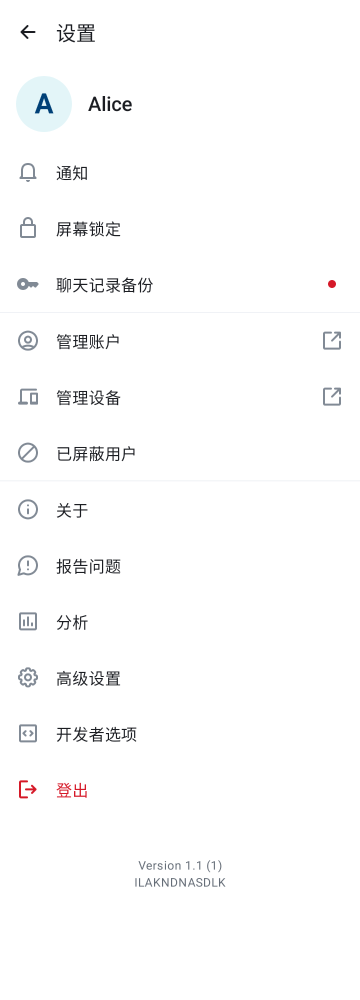 设置
A
Alice
通知
屏幕锁定
聊天记录备份
管理账户
管理设备
已屏蔽用户
关于
报告问题
分析
高级设置
开发者选项
登出
Version 1.1 (1)
ILAKNDNASDLK